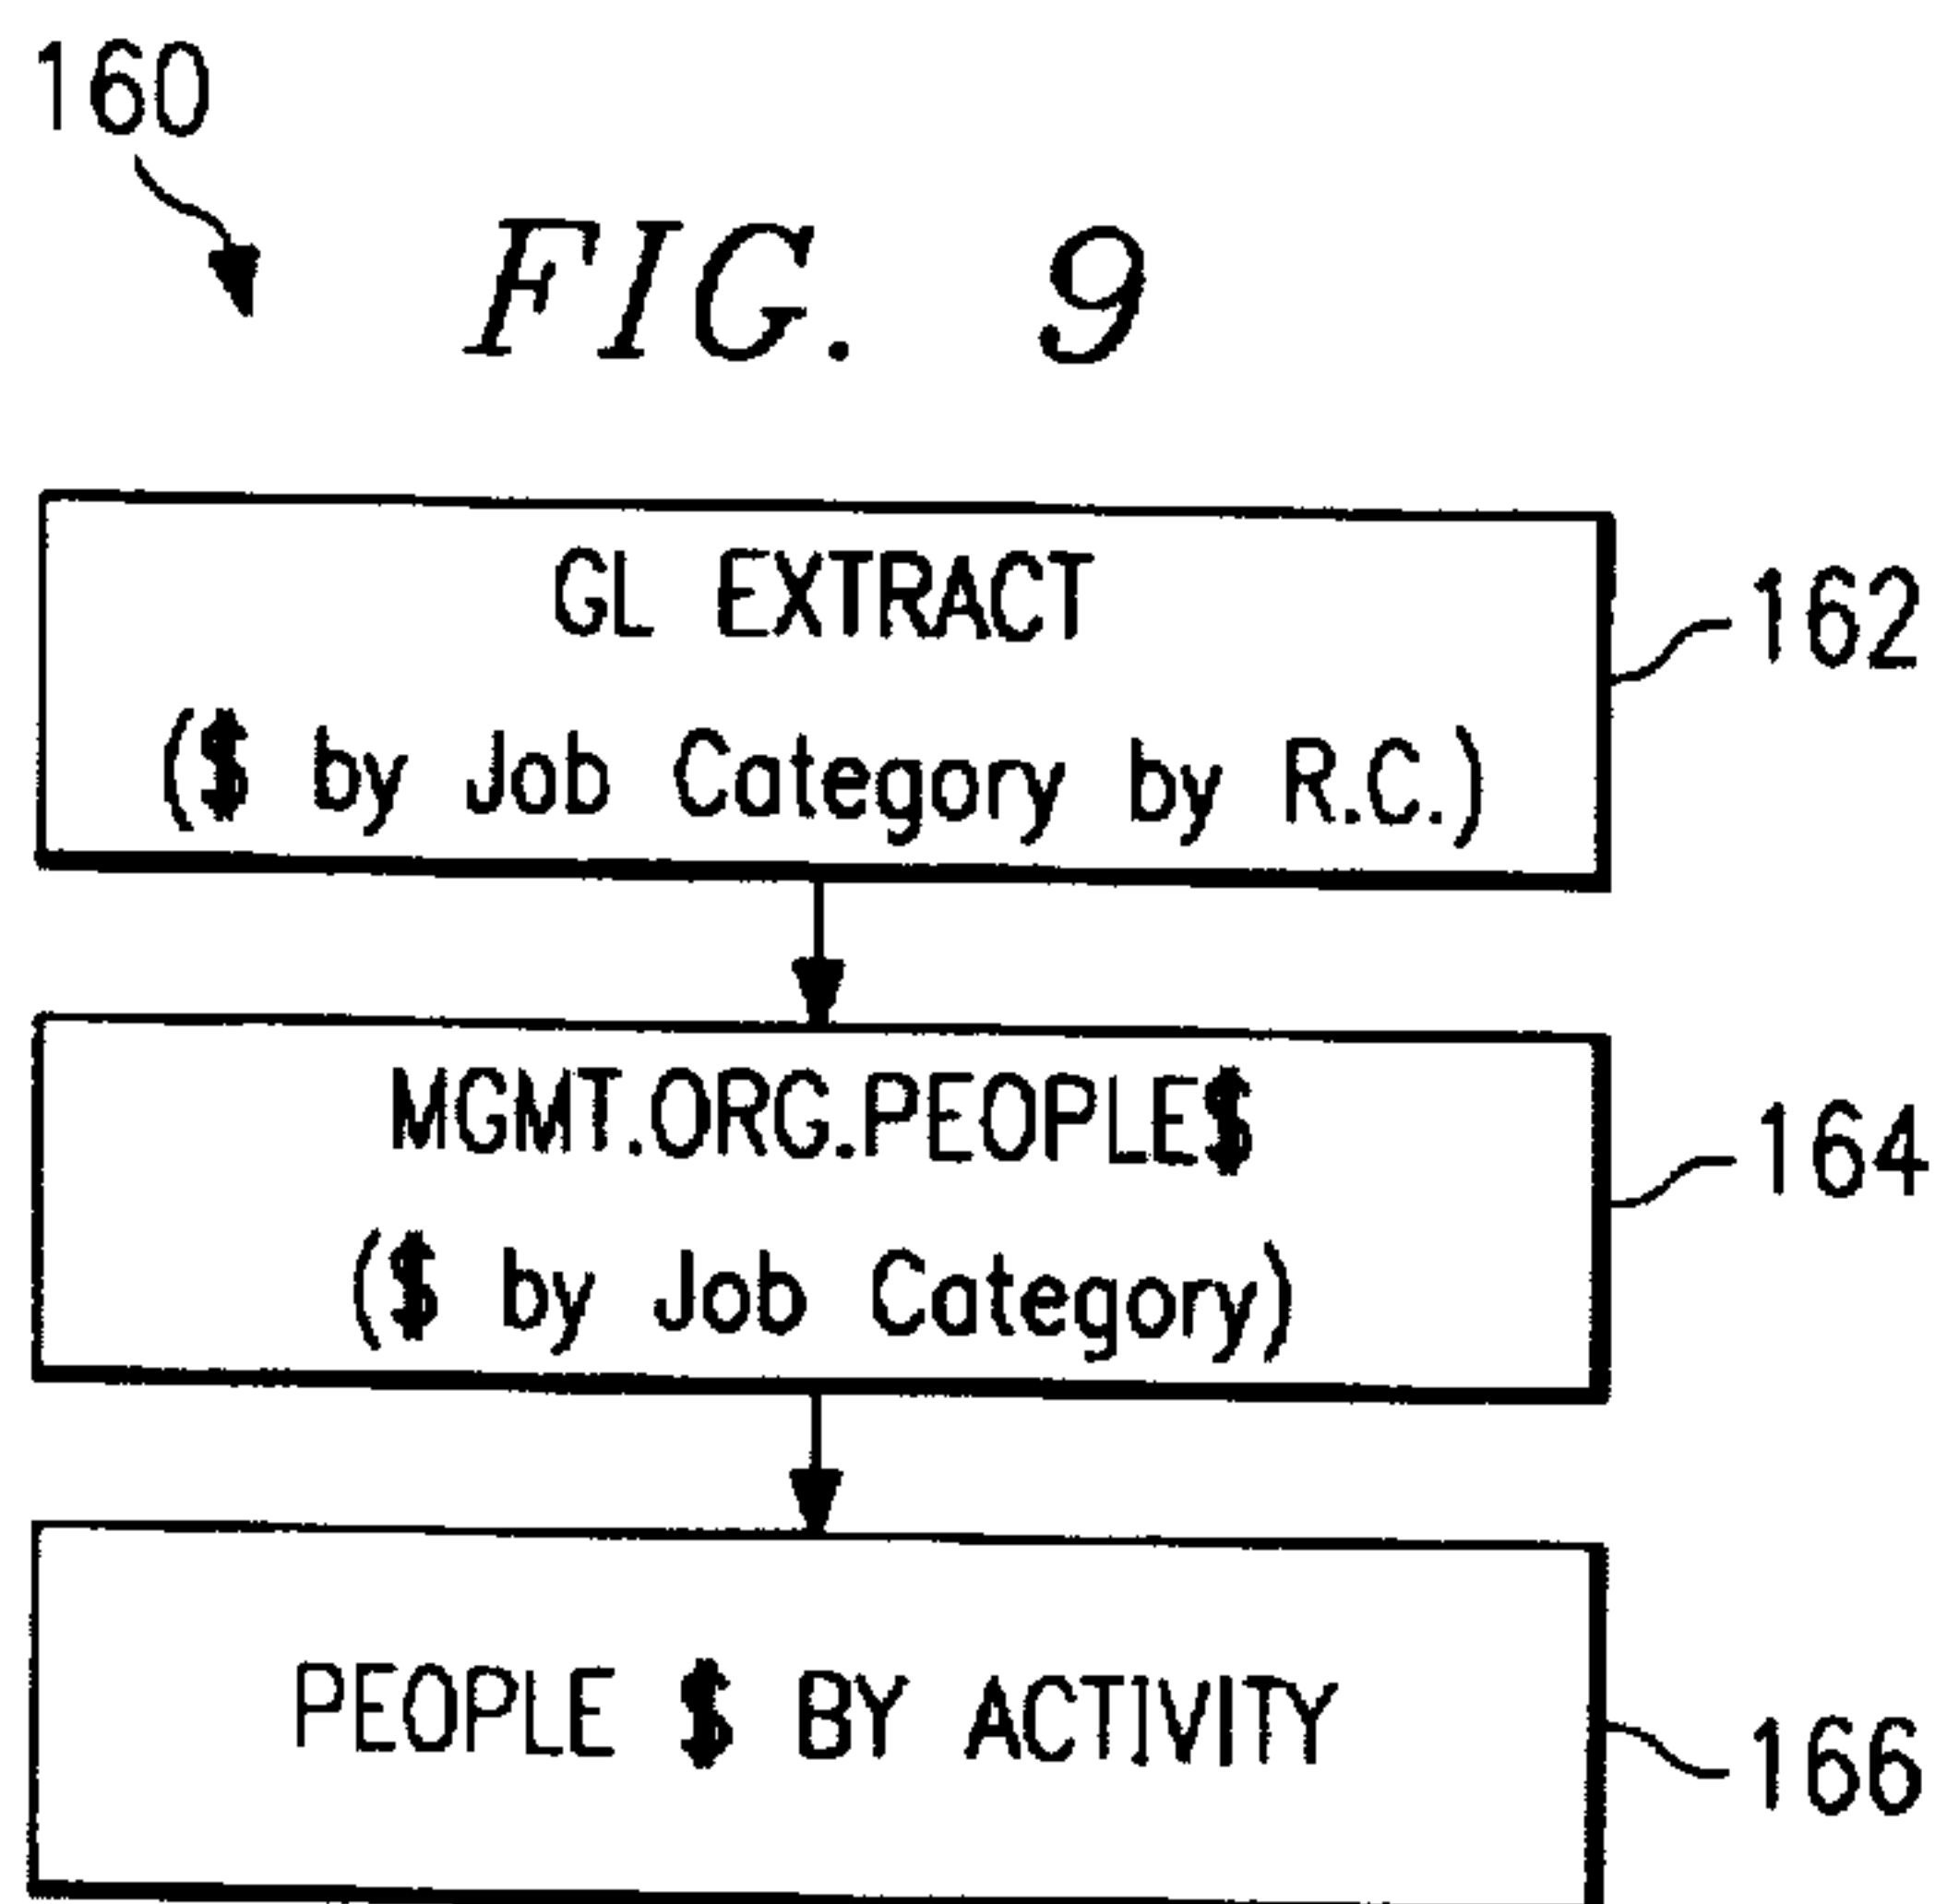 160
FIG. 9
GL EXTRACT
($ by Job Category by R.C.)
162
MGMT.ORG.PEOPLE$
($ by Job Category)
164
PEOPLE $ BY ACTIVITY
166